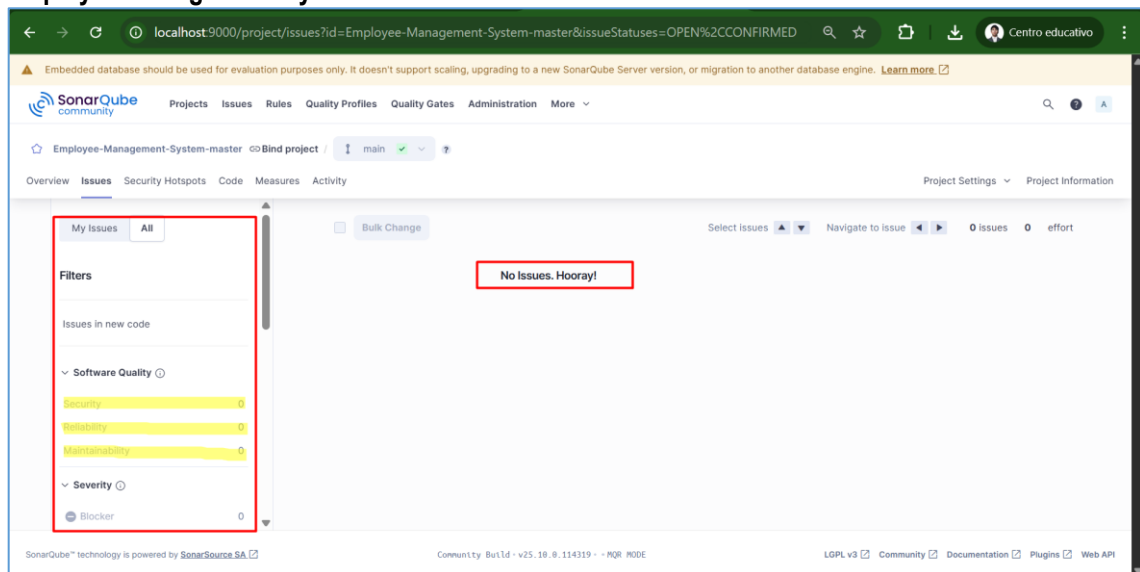 localhost:9000/project/issues?id=Employee-Management-System-master&issueStatuses=OPEN%2CCONFIRMED
Centro educativo
Embedded database should be used for evaluation purposes only. It doesn't support scaling, upgrading to a new SonarQube Server version, or migration to another database engine. Learn more
SonarQube community Projects Issues Rules Quality Profiles Quality Gates Administration More A
Employee-Management-System-master Bind project / main
Overview Issues Security Hotspots Code Measures Activity Project Settings Project Information
My Issues All Bulk Change Select issues Navigate to issue 0 issues 0 effort
No Issues. Hooray!
Filters
Issues in new code
Software Quality
Security 0
Reliability 0
Maintainability 0
Severity
Blocker 0
SonarQube™ technology is powered by SonarSource SA Community Build - v25.10.0.114319 - - MQR MODE LGPL v3 Community Documentation Plugins Web API